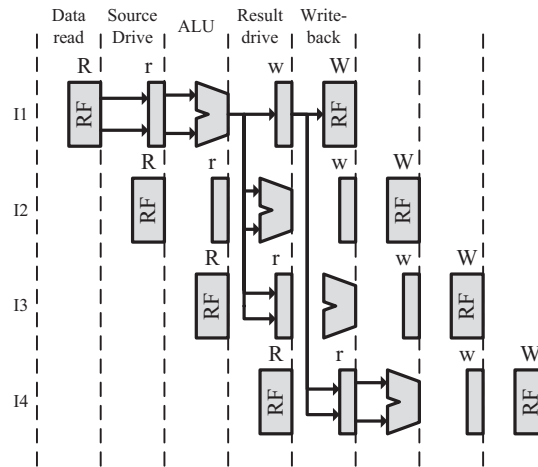 Data read
Source Drive
ALU
Result drive
Write-back
R
r
w
W
I1
RF
RF
R
r
w
W
I2
RF
RF
R
r
w
W
I3
RF
RF
R
r
w
W
I4
RF
RF